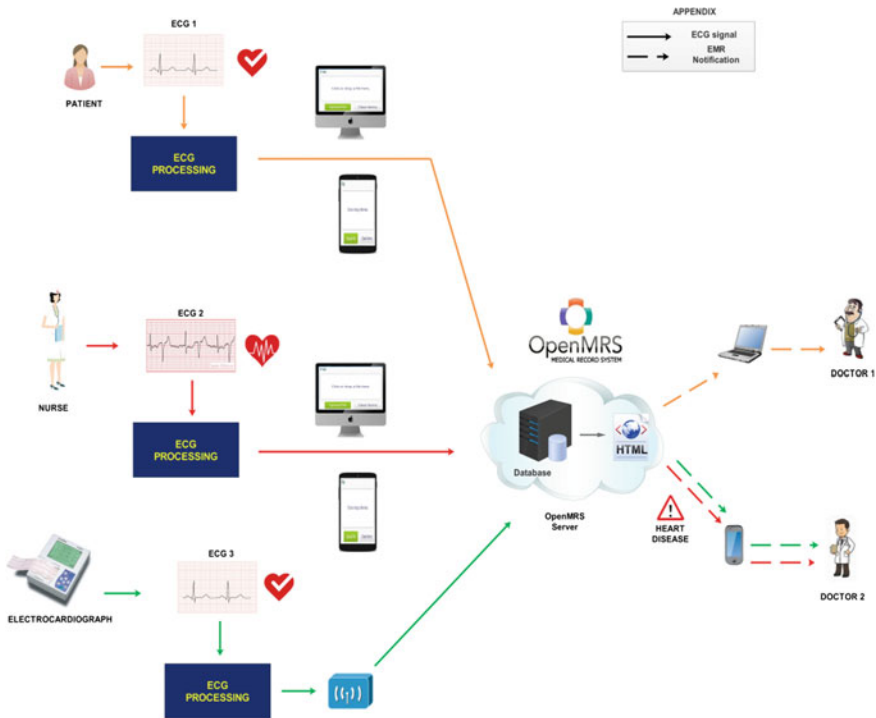 APPENDIX
ECG signal
EMR
Notification
ECG 1
PATIENT
ECG
PROCESSING
ECG 2
NURSE
ECG
PROCESSING
OpenMRS
MEDICAL RECORD SYSTEM
Database
HTML
OpenMRS
Server
DOCTOR 1
HEART
DISEASE
DOCTOR 2
ECG 3
ELECTROCARDIOGRAPH
ECG
PROCESSING